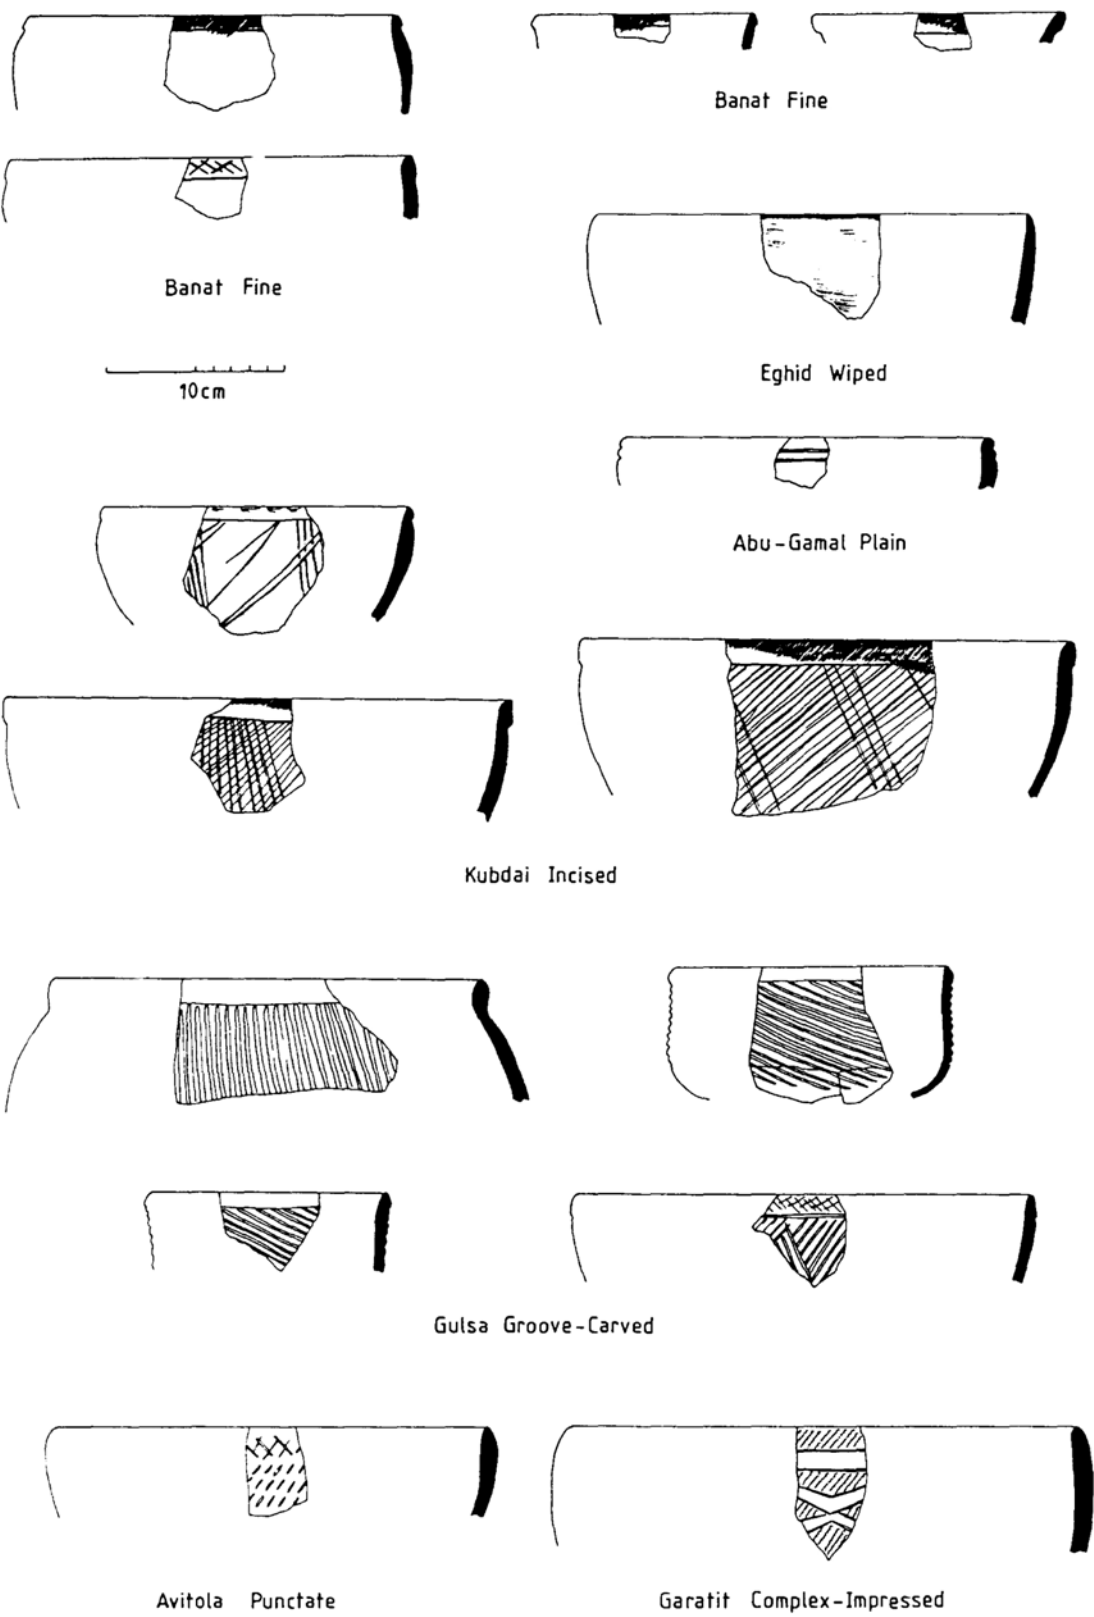 Banat Fine
Banat Fine
10cm
Eghid Wiped
Abu-Gamal Plain
Kubdai Incised
Gulsa Groove-Carved
Avitola Punctate
Garatit Complex-Impressed